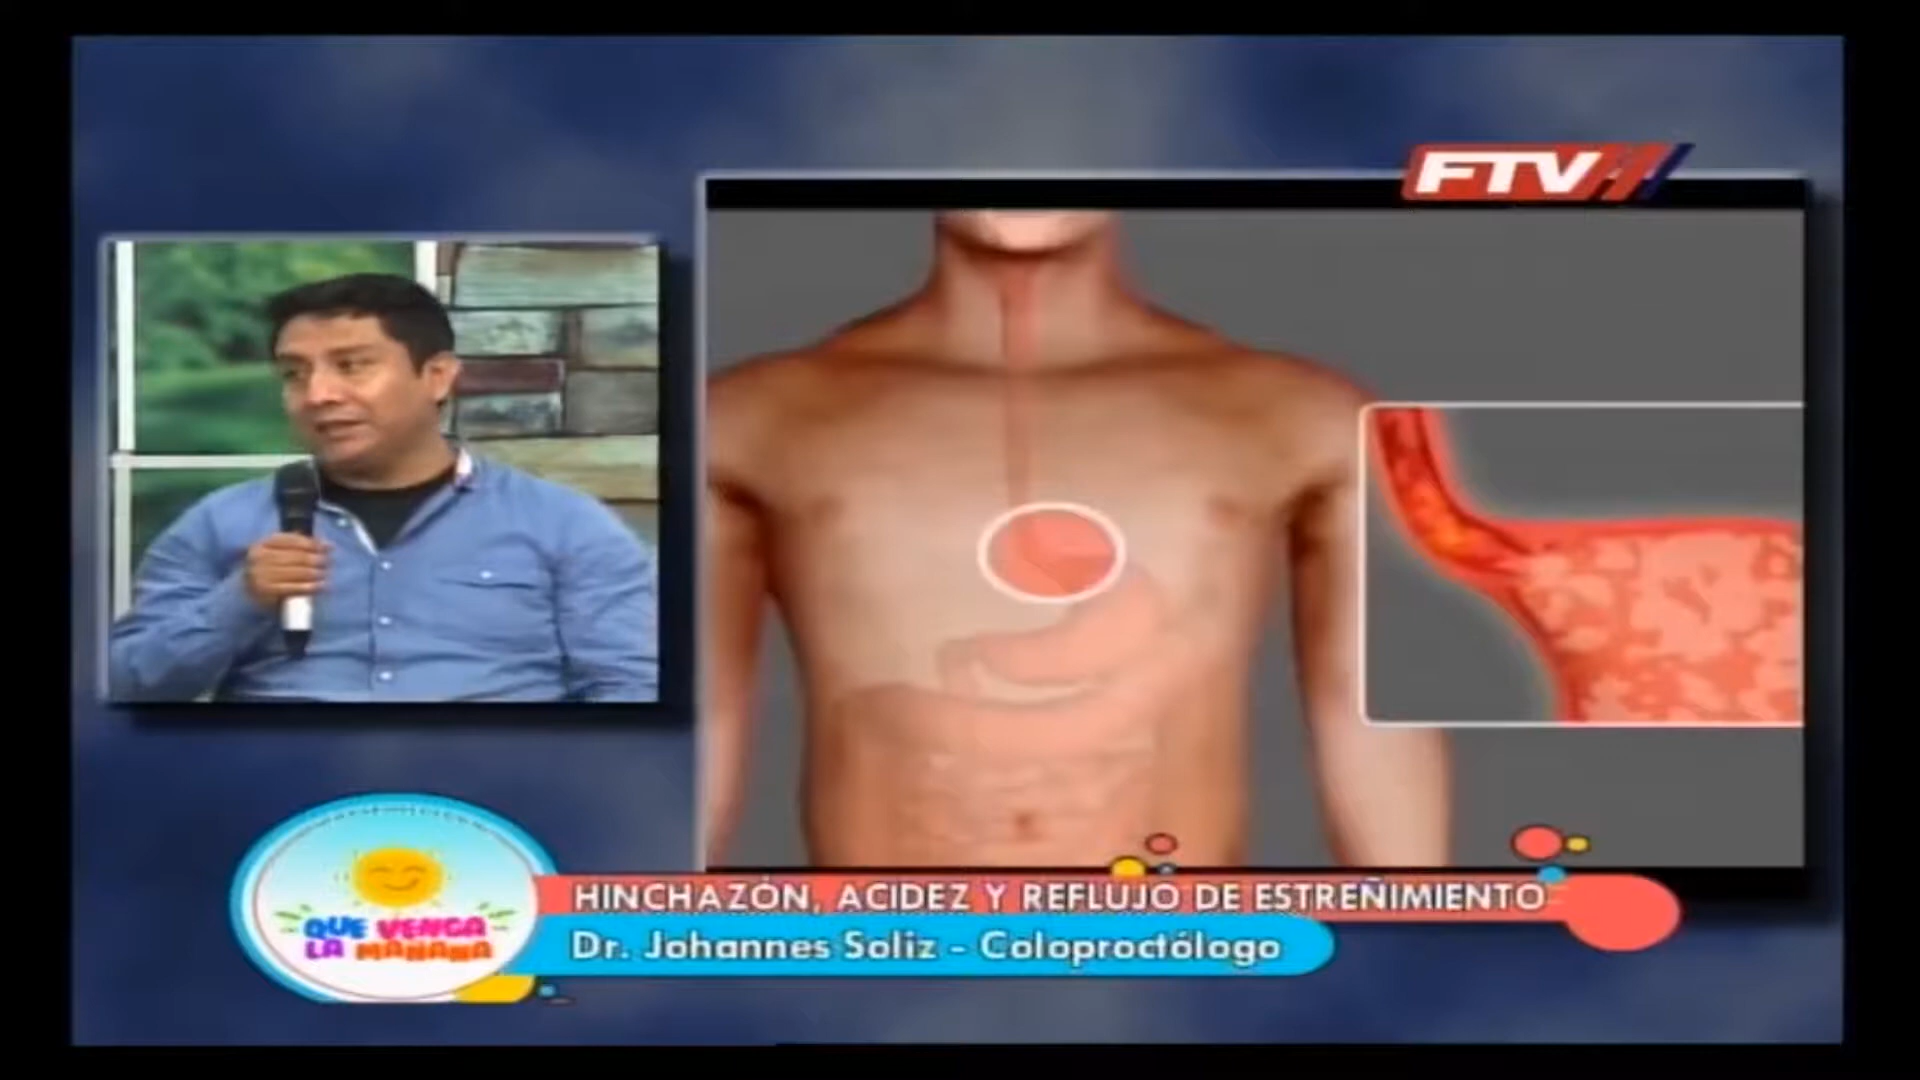 FTV
HINCHAZÓN, ACIDEZ Y REFLUJO DE ESTREÑIMIENTO
Dr. Johannes Soliz - Coloproctólogo
QUE VENGA
LA MAÑANA